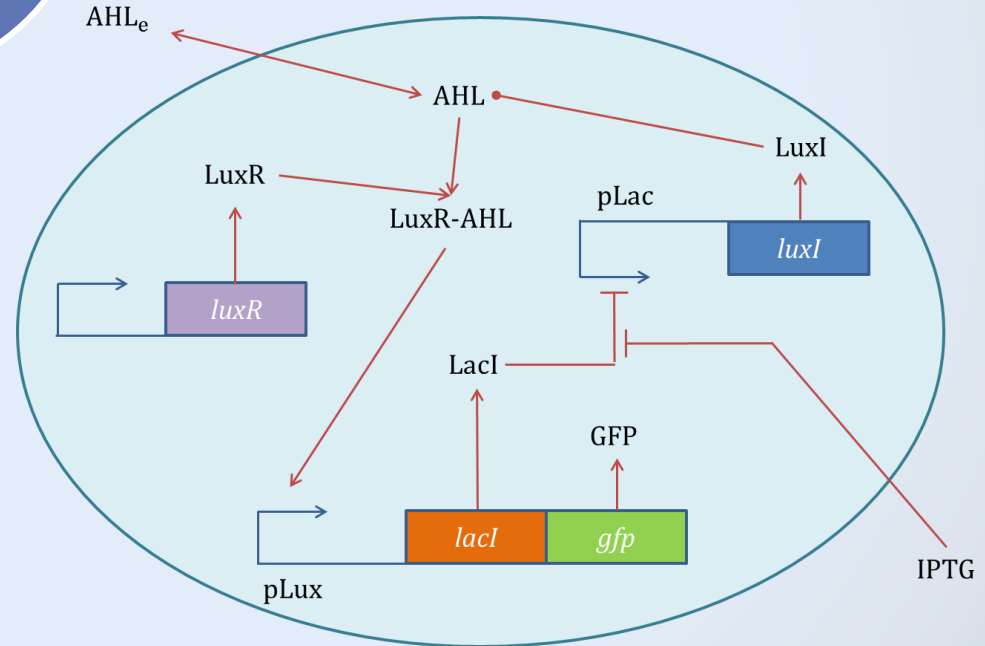 AHLe
AHL
LuxI
LuxR
pLac
LuxR-AHL
luxI
luxR
LacI
GFP
lacI
gfp
IPTG
pLux